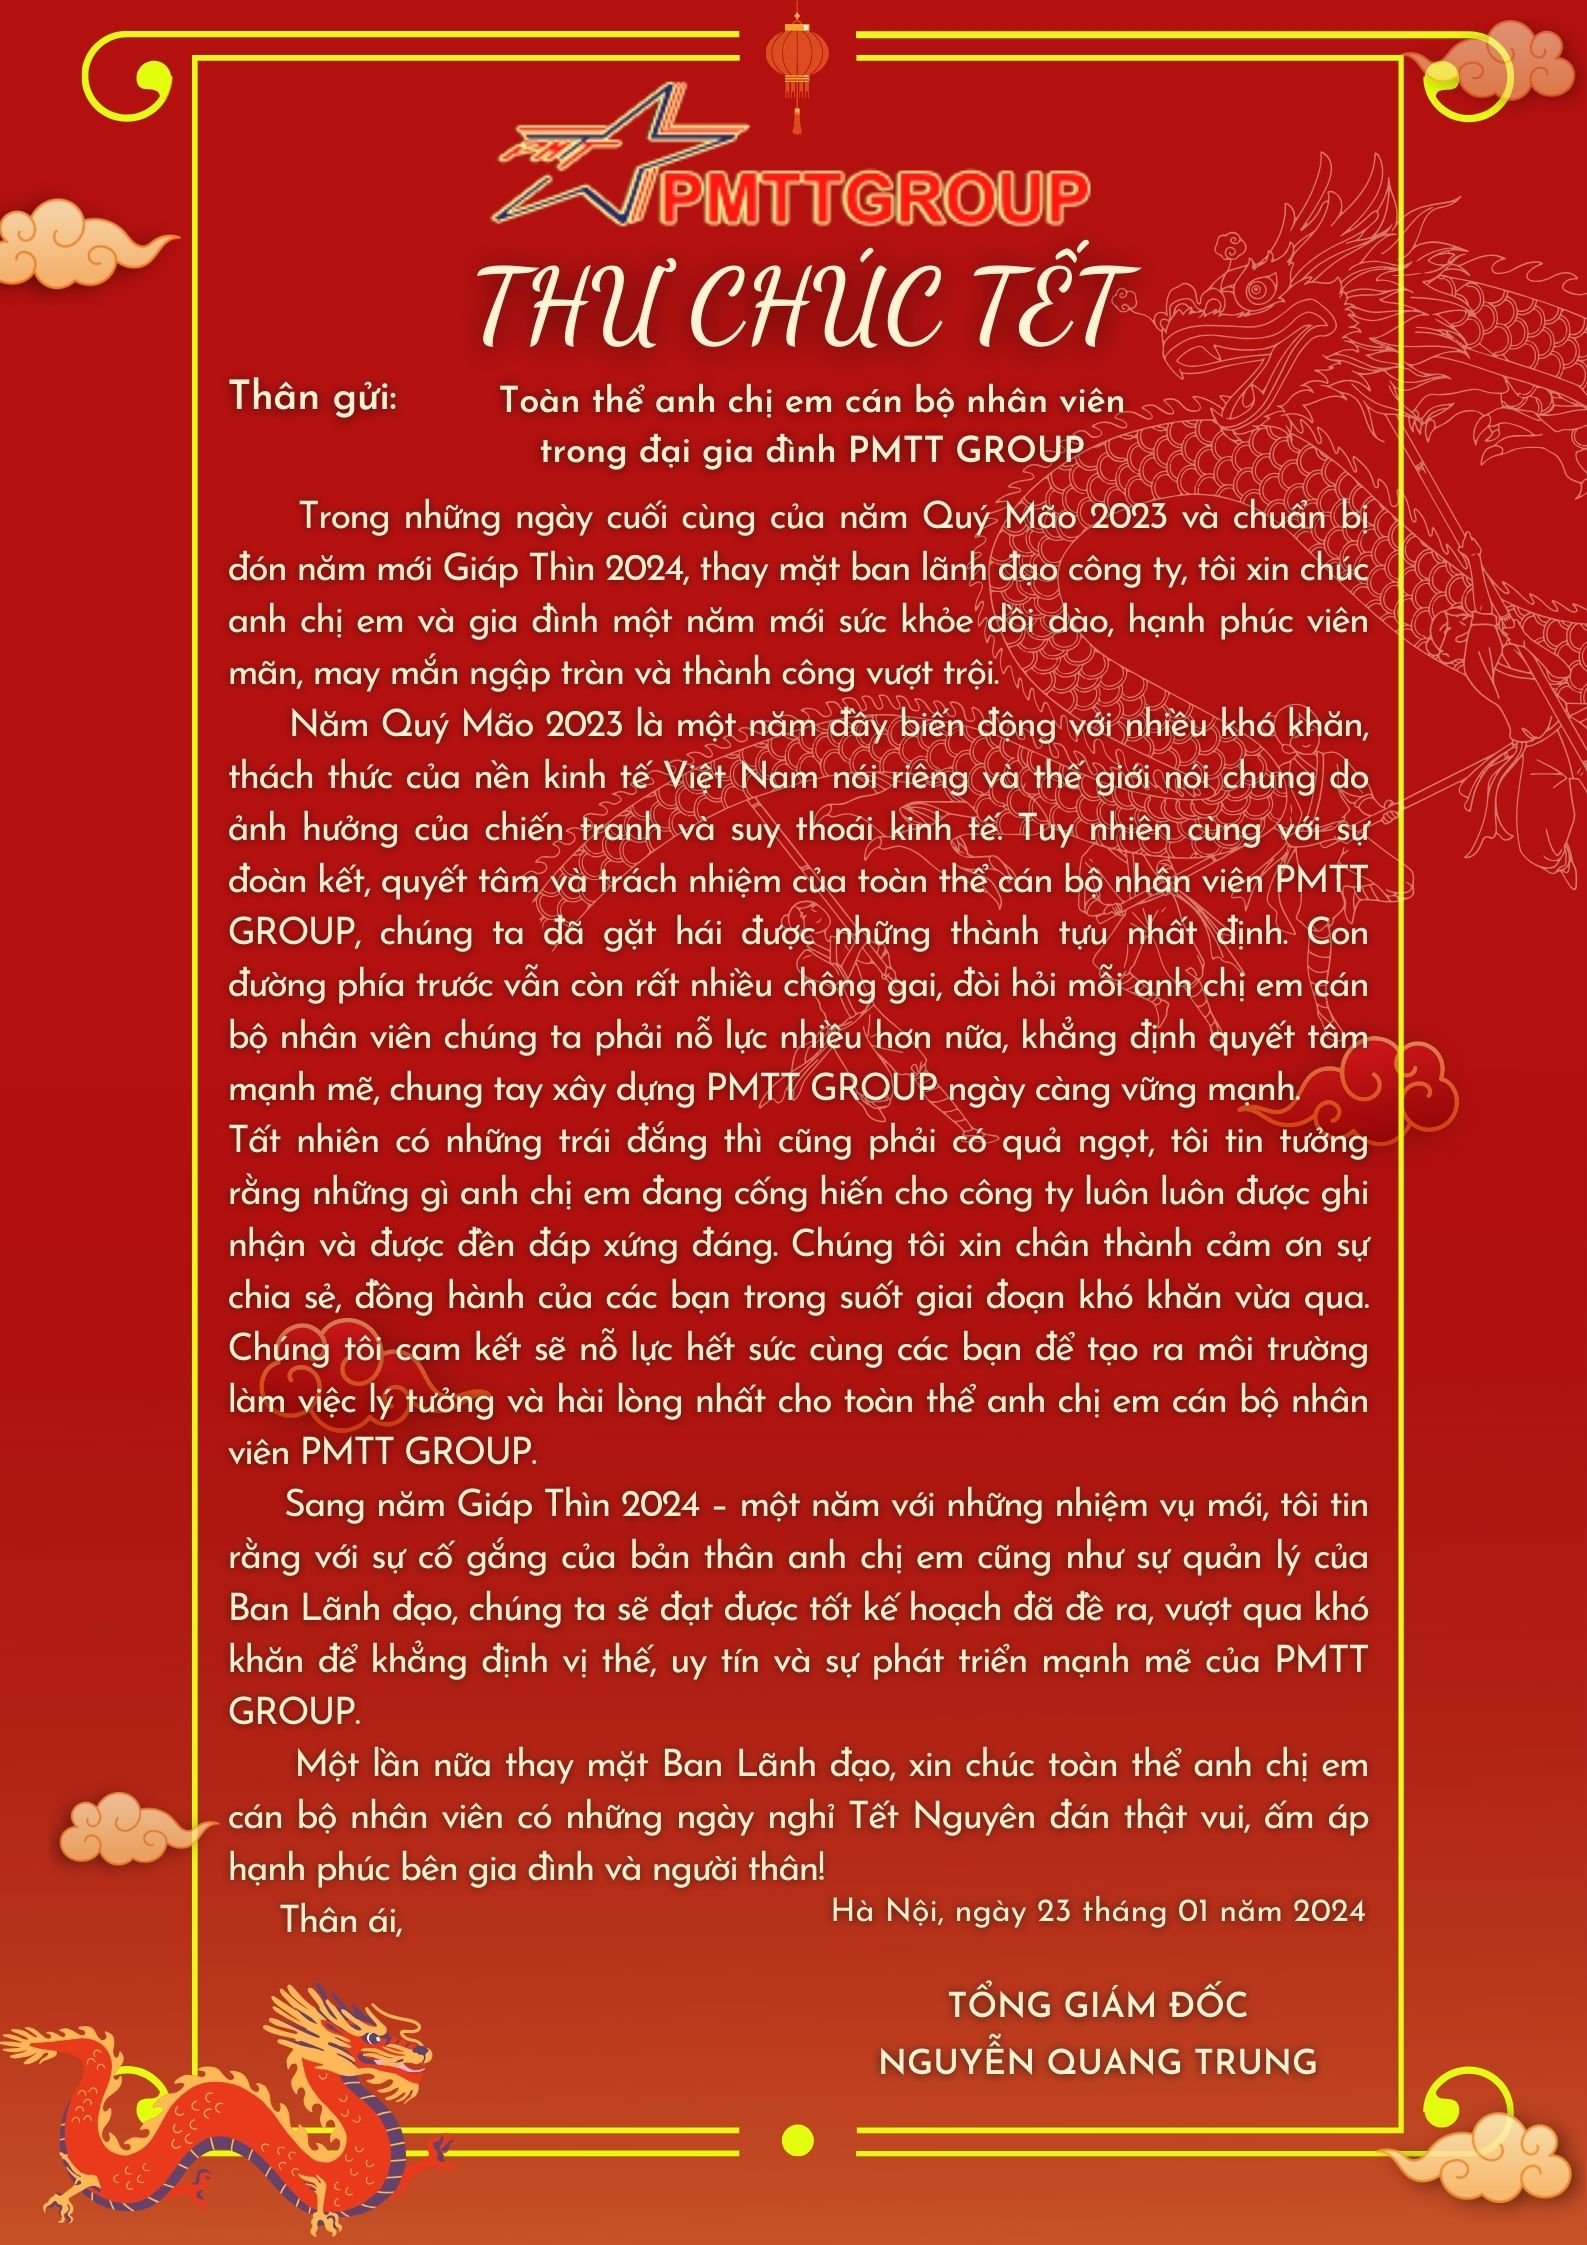 PMTT
PMTTGROUP
THƯ CHÚC TẾT
Thân gửi:
Toàn thể anh chị em cán bộ nhân viên
trong đại gia đình PMTT GROUP
Trong những ngày cuối cùng của năm Quý Mão 2023 và chuẩn bị
đón năm mới Giáp Thìn 2024, thay mặt ban lãnh đạo công ty, tôi xin chúc
anh chị em và gia đình một năm mới sức khỏe dồi dào, hạnh phúc viên
mãn, may mắn ngập tràn và thành công vượt trội.
Năm Quý Mão 2023 là một năm đầy biến động với nhiều khó khăn,
thách thức của nền kinh tế Việt Nam nói riêng và thế giới nói chung do
ảnh hưởng của chiến tranh và suy thoái kinh tế. Tuy nhiên cùng với sự
đoàn kết, quyết tâm và trách nhiệm của toàn thể cán bộ nhân viên PMTT
GROUP, chúng ta đã gặt hái được những thành tựu nhất định. Con
đường phía trước vẫn còn rất nhiều chông gai, đòi hỏi mỗi anh chị em cán
bộ nhân viên chúng ta phải nỗ lực nhiều hơn nữa, khẳng định quyết tâm
mạnh mẽ, chung tay xây dựng PMTT GROUP ngày càng vững mạnh.
Tất nhiên có những trái đắng thì cũng phải có quả ngọt, tôi tin tưởng
rằng những gì anh chị em đang cống hiến cho công ty luôn luôn được ghi
nhận và được đền đáp xứng đáng. Chúng tôi xin chân thành cảm ơn sự
chia sẻ, đồng hành của các bạn trong suốt giai đoạn khó khăn vừa qua.
Chúng tôi cam kết sẽ nỗ lực hết sức cùng các bạn để tạo ra môi trường
làm việc lý tưởng và hài lòng nhất cho toàn thể anh chị em cán bộ nhân
viên PMTT GROUP.
Sang năm Giáp Thìn 2024 – một năm với những nhiệm vụ mới, tôi tin
rằng với sự cố gắng của bản thân anh chị em cũng như sự quản lý của
Ban Lãnh đạo, chúng ta sẽ đạt được tốt kế hoạch đã đề ra, vượt qua khó
khăn để khẳng định vị thế, uy tín và sự phát triển mạnh mẽ của PMTT
GROUP.
Một lần nữa thay mặt Ban Lãnh đạo, xin chúc toàn thể anh chị em
cán bộ nhân viên có những ngày nghỉ Tết Nguyên đán thật vui, ấm áp
hạnh phúc bên gia đình và người thân!
Thân ái,
Hà Nội, ngày 23 tháng 01 năm 2024
TỔNG GIÁM ĐỐC
NGUYỄN QUANG TRUNG